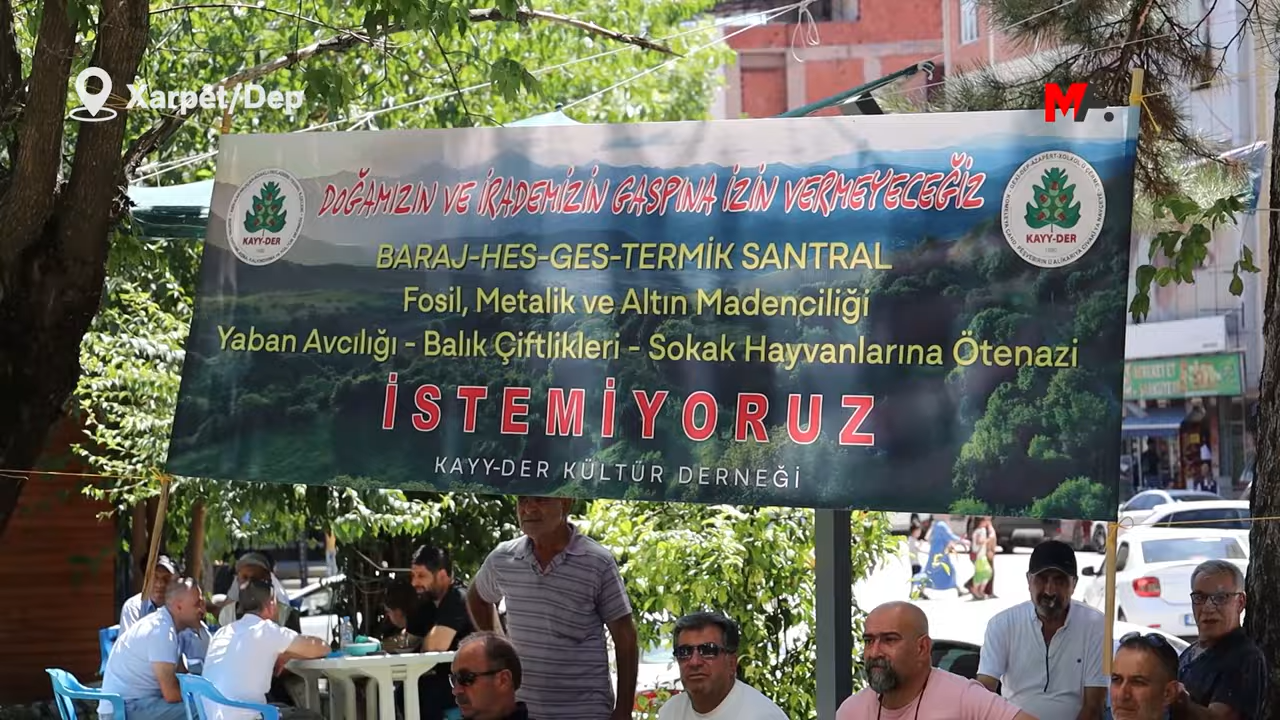 Xarpêt/Dep
MA.
DOĞAMIZIN VE İRADEMİZİN GASPINA İZİN VERMEYECEĞİZ
KAYY-DER
KAYY-DER
BARAJ-HES-GES-TERMİK SANTRAL
Fosil, Metalik ve Altın Madenciliği
Yaban Avcılığı - Balık Çiftlikleri - Sokak Hayvanlarına Ötenazi
İSTEMİYORUZ
KAYY-DER KÜLTÜR DERNEĞİ